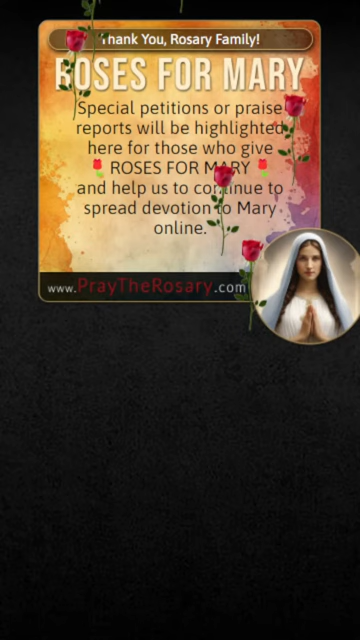 Thank You, Rosary Family!
ROSES FOR MARY
Special petitions or praise
reports will be highlighted
here for those who give
🌹 ROSES FOR MARY 🌹
and help us to continue to
spread devotion to Mary
online.
www.PrayTheRosary.com